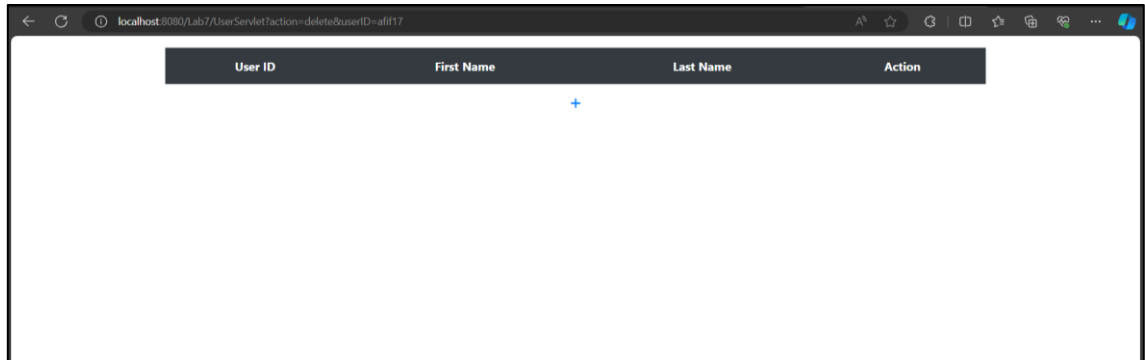 localhost:8080/Lab7/UserServlet?action=delete&userID=afif17
User ID First Name Last Name Action
+